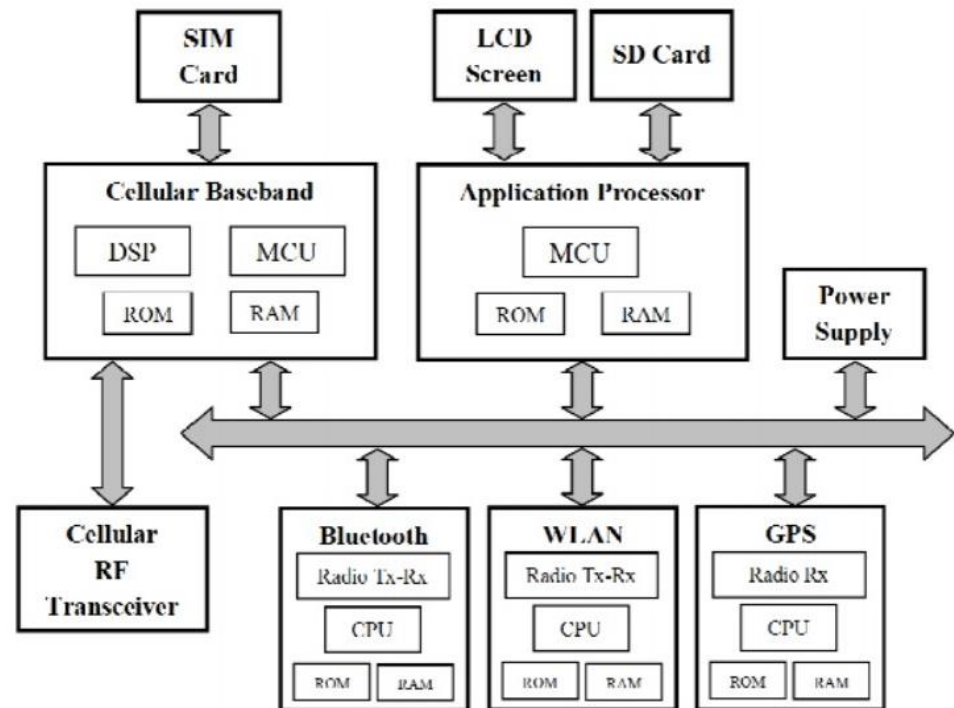 SIM
Card
LCD
Screen
SD Card
Cellular Baseband
DSP
MCU
ROM
RAM
Application Processor
MCU
ROM
RAM
Power
Supply
Cellular
RF
Transceiver
Bluetooth
Radio Tx-Rx
CPU
ROM
RAM
WLAN
Radio Tx-Rx
CPU
ROM
RAM
GPS
Radio Rx
CPU
ROM
RAM